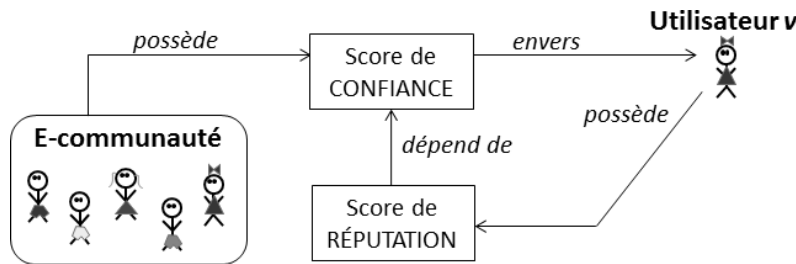 Utilisateur v
possède
Score de
CONFIANCE
envers
E-communauté
dépend de
possède
Score de
RÉPUTATION